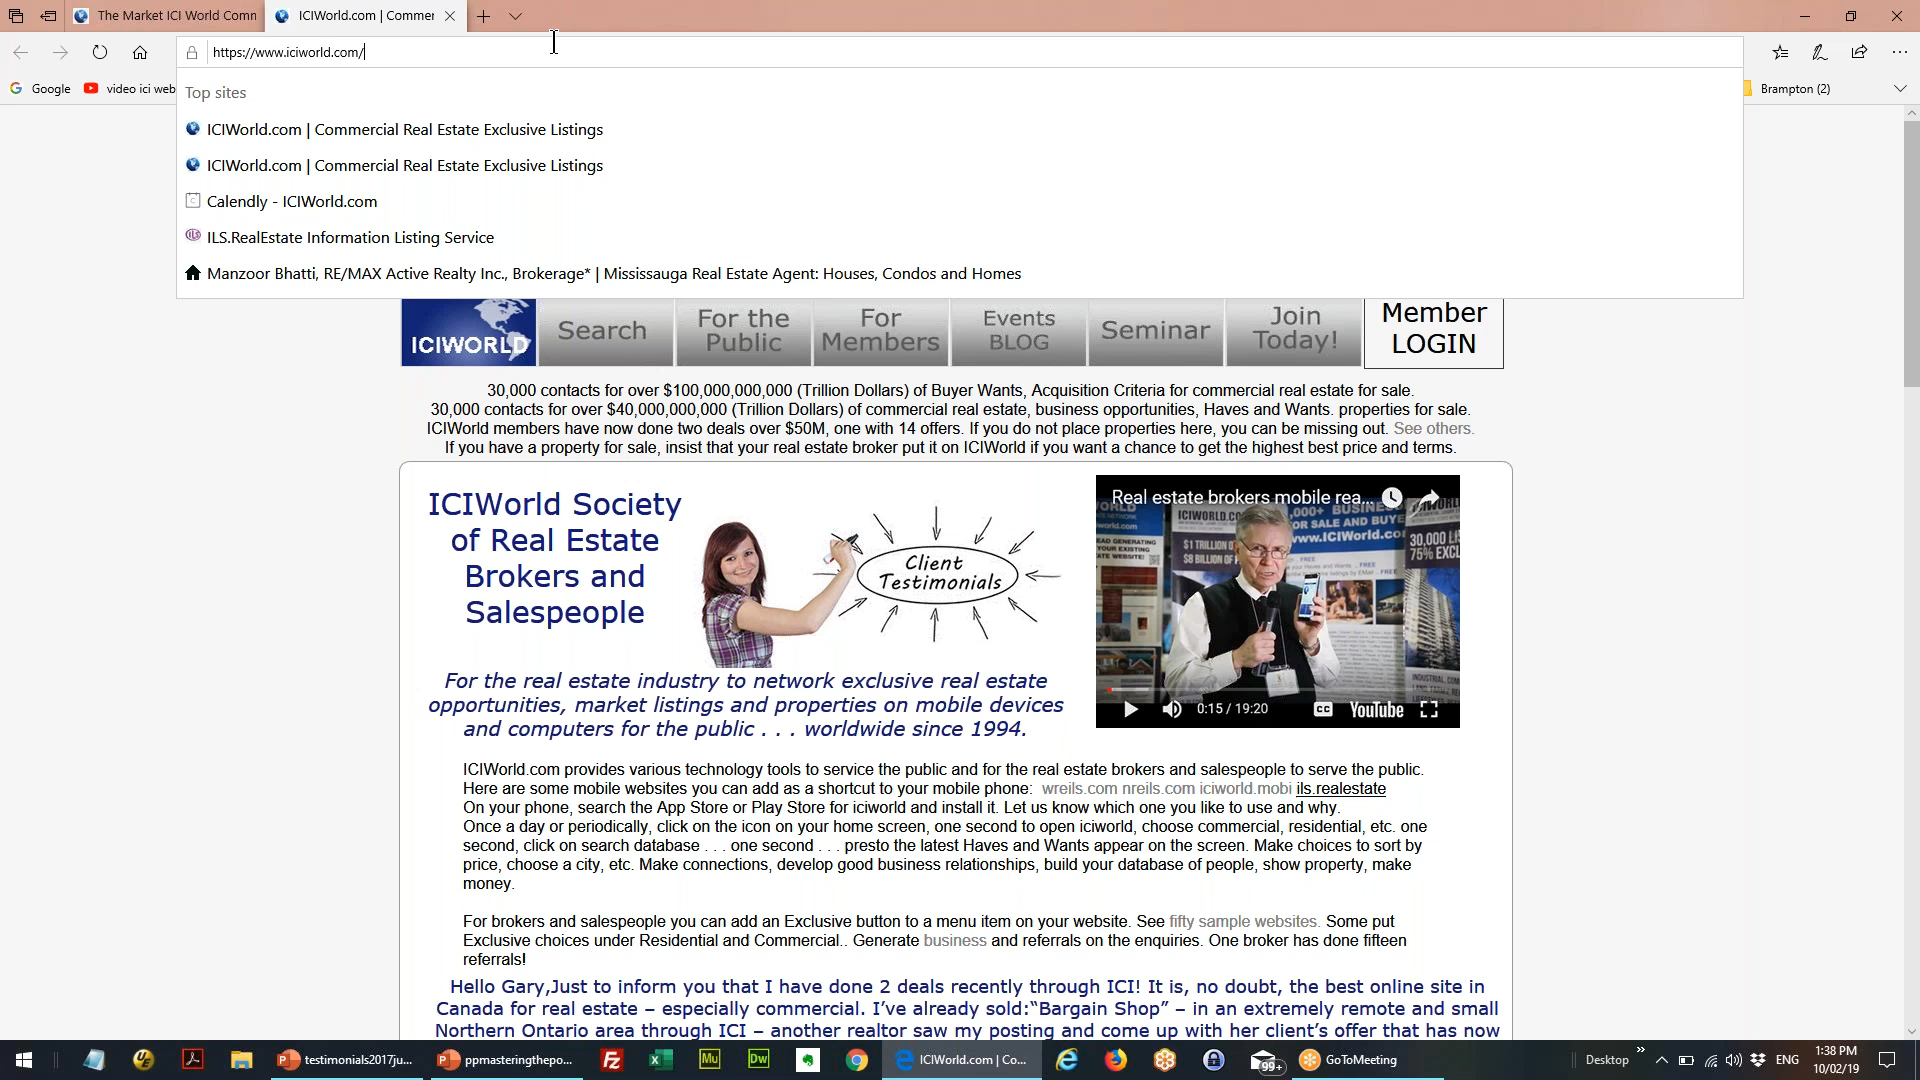 The Market ICI World Comm
ICIWorld.com | Commer
https://www.iciworld.com/
Google
video ici web
Brampton (2)
Top sites
ICIWorld.com | Commercial Real Estate Exclusive Listings
ICIWorld.com | Commercial Real Estate Exclusive Listings
Calendly - ICIWorld.com
ILS.RealEstate Information Listing Service
Manzoor Bhatti, RE/MAX Active Realty Inc., Brokerage* | Mississauga Real Estate Agent: Houses, Condos and Homes
ICIWORLD
Search
For the Public
For Members
Events BLOG
Seminar
Join Today!
Member LOGIN
30,000 contacts for over $100,000,000,000 (Trillion Dollars) of Buyer Wants, Acquisition Criteria for commercial real estate for sale.
30,000 contacts for over $40,000,000,000 (Trillion Dollars) of commercial real estate, business opportunities, Haves and Wants. properties for sale.
ICIWorld members have now done two deals over $50M, one with 14 offers. If you do not place properties here, you can be missing out. See others.
If you have a property for sale, insist that your real estate broker put it on ICIWorld if you want a chance to get the highest best price and terms.
ICIWorld Society
of Real Estate
Brokers and
Salespeople
Client
Testimonials
Real estate brokers mobile rea...
0:15 / 19:20
CC
YouTube
For the real estate industry to network exclusive real estate
opportunities, market listings and properties on mobile devices
and computers for the public . . . worldwide since 1994.
ICIWorld.com provides various technology tools to service the public and for the real estate brokers and salespeople to serve the public.
Here are some mobile websites you can add as a shortcut to your mobile phone: wreils.com nreils.com iciworld.mobi ils.realestate
On your phone, search the App Store or Play Store for iciworld and install it. Let us know which one you like to use and why.
Once a day or periodically, click on the icon on your home screen, one second to open iciworld, choose commercial, residential, etc. one
second, click on search database . . . one second . . . presto the latest Haves and Wants appear on the screen. Make choices to sort by
price, choose a city, etc. Make connections, develop good business relationships, build your database of people, show property, make
money.
For brokers and salespeople you can add an Exclusive button to a menu item on your website. See fifty sample websites. Some put
Exclusive choices under Residential and Commercial.. Generate business and referrals on the enquiries. One broker has done fifteen
referrals!
Hello Gary,Just to inform you that I have done 2 deals recently through ICI! It is, no doubt, the best online site in
Canada for real estate – especially commercial. I've already sold:"Bargain Shop" – in an extremely remote and small
Northern Ontario area through ICI – another realtor saw my posting and come up with her client's offer that has now
testimonials2017ju...
ppmasteringthepo...
Mu
Dw
ICIWorld.com | Co...
99+
GoToMeeting
Desktop
ENG
1:38 PM
10/02/19